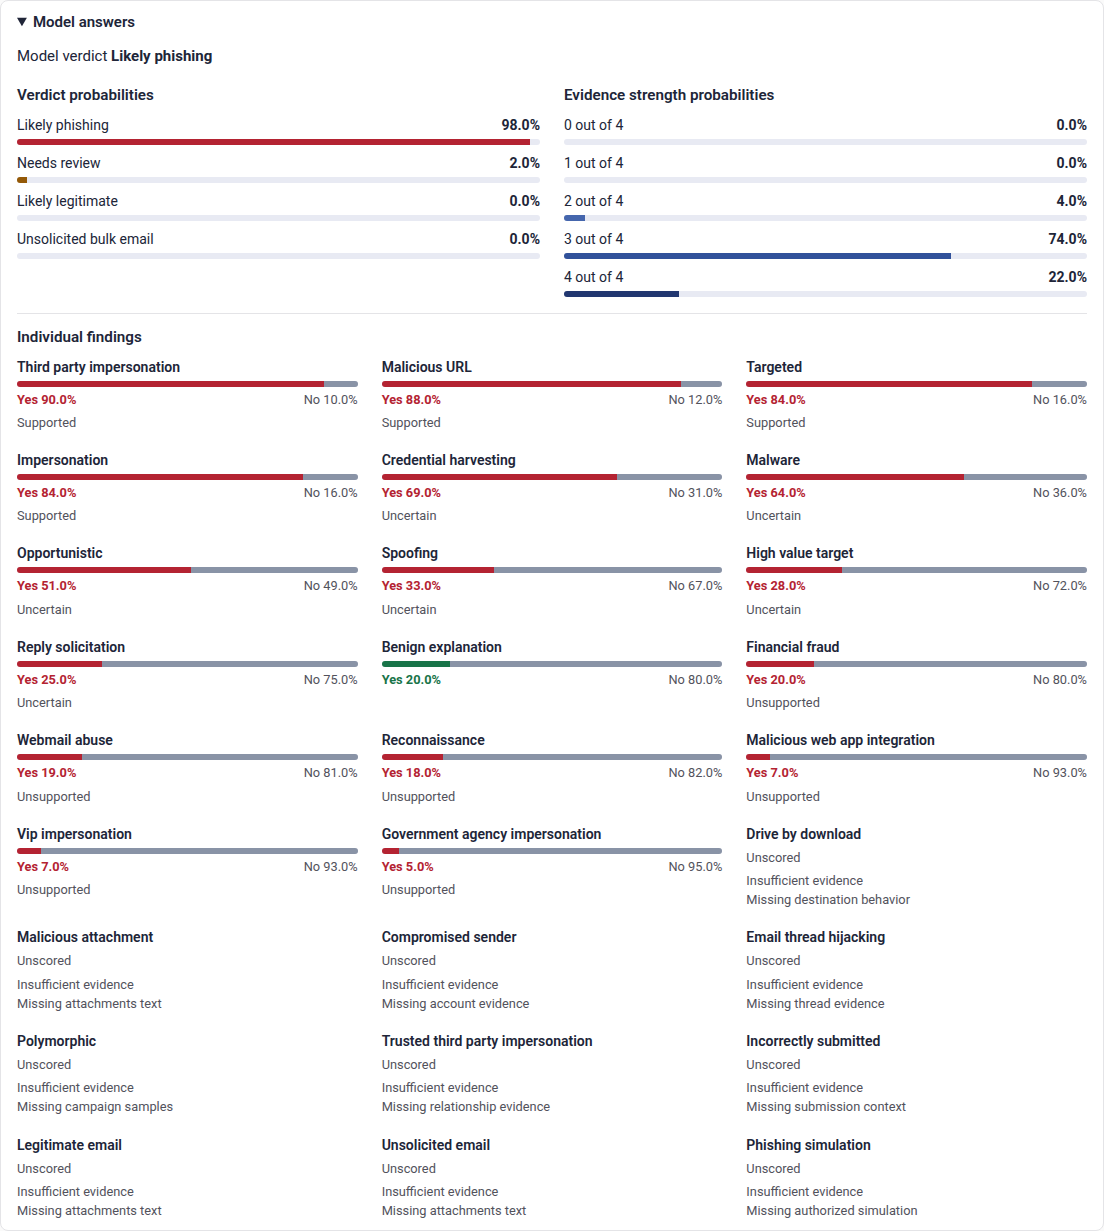 ▼ Model answers
Model verdict Likely phishing
Verdict probabilities
Likely phishing 98.0%
Needs review 2.0%
Likely legitimate 0.0%
Unsolicited bulk email 0.0%
Evidence strength probabilities
0 out of 4 0.0%
1 out of 4 0.0%
2 out of 4 4.0%
3 out of 4 74.0%
4 out of 4 22.0%
Individual findings
Third party impersonation
Yes 90.0% No 10.0%
Supported
Malicious URL
Yes 88.0% No 12.0%
Supported
Targeted
Yes 84.0% No 16.0%
Supported
Impersonation
Yes 84.0% No 16.0%
Supported
Credential harvesting
Yes 69.0% No 31.0%
Uncertain
Malware
Yes 64.0% No 36.0%
Uncertain
Opportunistic
Yes 51.0% No 49.0%
Uncertain
Spoofing
Yes 33.0% No 67.0%
Uncertain
High value target
Yes 28.0% No 72.0%
Uncertain
Reply solicitation
Yes 25.0% No 75.0%
Uncertain
Benign explanation
Yes 20.0% No 80.0%
Financial fraud
Yes 20.0% No 80.0%
Unsupported
Webmail abuse
Yes 19.0% No 81.0%
Unsupported
Reconnaissance
Yes 18.0% No 82.0%
Unsupported
Malicious web app integration
Yes 7.0% No 93.0%
Unsupported
Vip impersonation
Yes 7.0% No 93.0%
Unsupported
Government agency impersonation
Yes 5.0% No 95.0%
Unsupported
Drive by download
Unscored
Insufficient evidence
Missing destination behavior
Malicious attachment
Unscored
Insufficient evidence
Missing attachments text
Compromised sender
Unscored
Insufficient evidence
Missing account evidence
Email thread hijacking
Unscored
Insufficient evidence
Missing thread evidence
Polymorphic
Unscored
Insufficient evidence
Missing campaign samples
Trusted third party impersonation
Unscored
Insufficient evidence
Missing relationship evidence
Incorrectly submitted
Unscored
Insufficient evidence
Missing submission context
Legitimate email
Unscored
Insufficient evidence
Missing attachments text
Unsolicited email
Unscored
Insufficient evidence
Missing attachments text
Phishing simulation
Unscored
Insufficient evidence
Missing authorized simulation